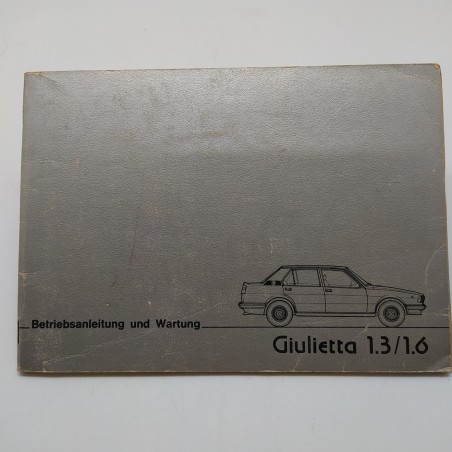 Betriebsanleitung und Wartung
Giulietta 1.3/1.6